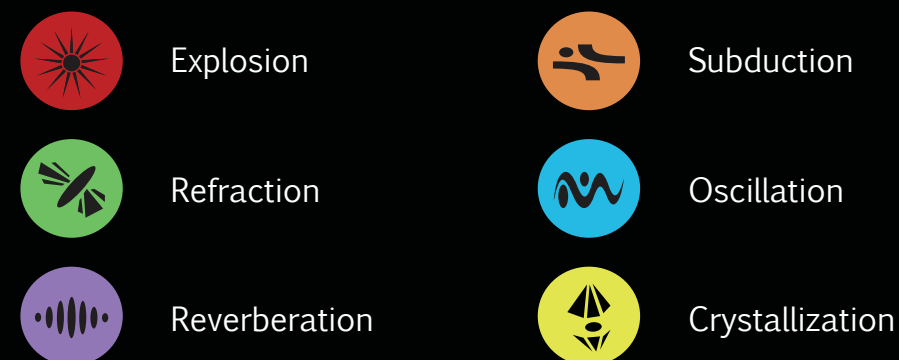 Explosion
Subduction
Refraction
Oscillation
Reverberation
Crystallization